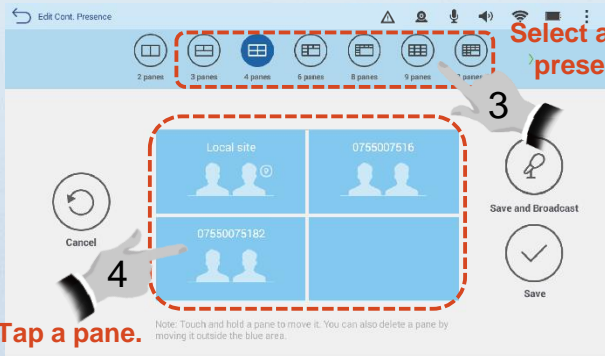 Edit Cont. Presence
Select a
prese
2 panes
3 panes
4 panes
6 panes
8 panes
9 panes
panes
3
Local site
0755007516
07550075182
Cancel
Save and Broadcast
Save
4
Tap a pane.
Note: Touch and hold a pane to move it. You can also delete a pane by
moving it outside the blue area.